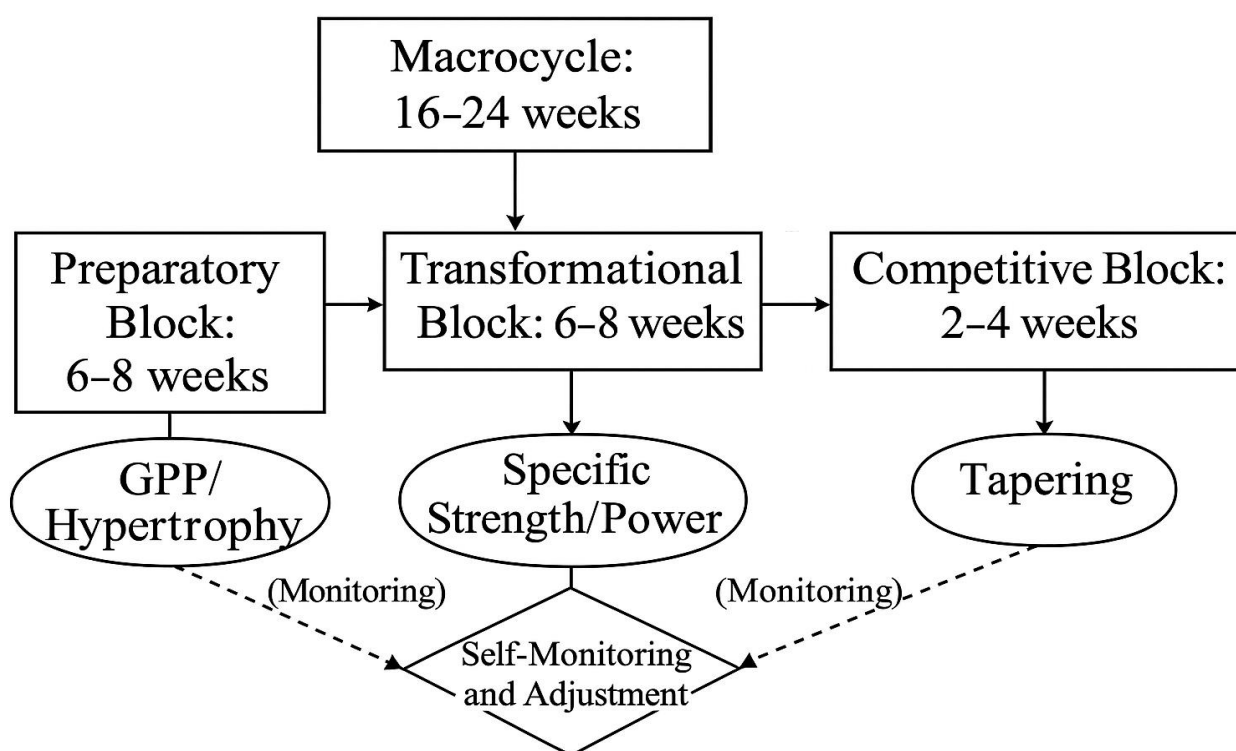 Macrocycle:
16–24 weeks
Preparatory
Block:
6–8 weeks
Transformational
Block: 6–8 weeks
Competitive Block:
2–4 weeks
GPP/
Hypertrophy
Specific
Strength/Power
Tapering
(Monitoring)
(Monitoring)
Self-Monitoring
and Adjustment